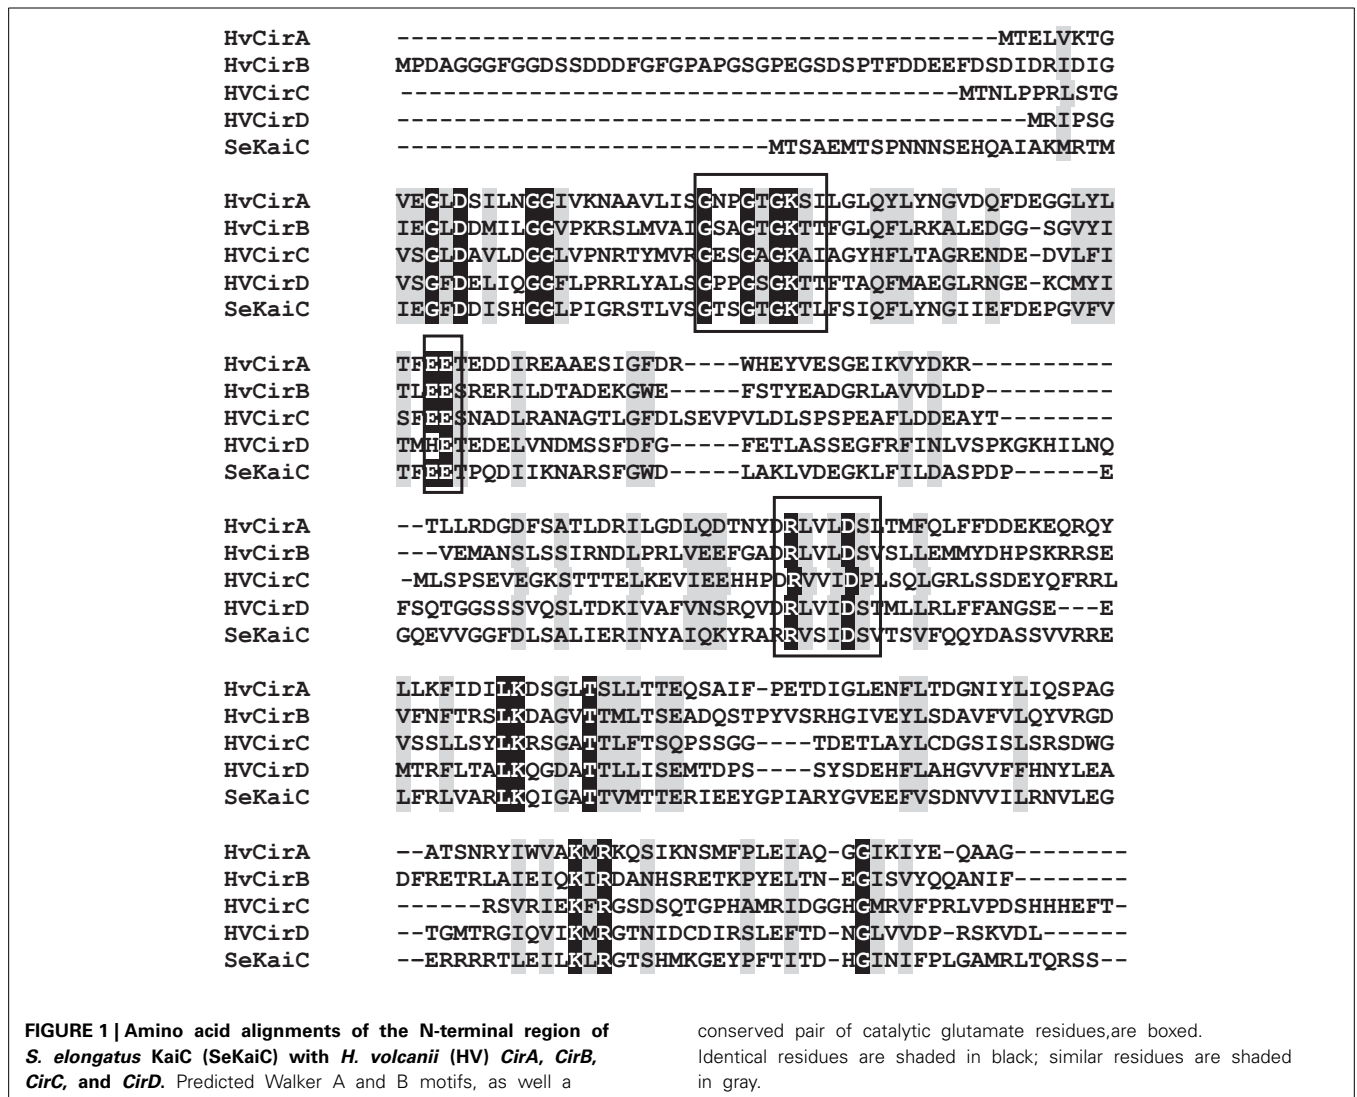 HvCirA ------------------------------------------MTELVKTG
HvCirB MPDAGGGFGGDSSDDDFGFGPAPGSGPEGSDSPTFDDEEFDSDIDRIDIG
HVCirC ---------------------------------------MTNLPPRLSTG
HVCirD --------------------------------------------MRIPSG
SeKaiC --------------------------MTSAEMTSPNNNSEHQAIAKMRTM
HvCirA VEGLDSILNGGIVKNAAVLISGNPGTGKSILGLQYLYNGVDQFDEGGLYL
HvCirB IEGLDDMILGGVPKRSLMVAIGSAGTGKTTFGLQFLRKALEDGG-SGVYI
HVCirC VSGLDAVLDGGLVPNRTYMVRGESGAGKAIAGYHFLTAGRENDE-DVLFI
HVCirD VSGFDELIQGGFLPRRLYALSGPPGSGKTTFTAQFMAEGLRNGE-KCMYI
SeKaiC IEGFDDISHGGLPIGRSTLVSGTSGTGKTLFSIQFLYNGIIEFDEPGVFV
HvCirA TFEETEDDIREAAESIGFDR----WHEYVESGEIKVYDKR----------
HvCirB TLEESRERILDTADEKGWE-----FSTYEADGRLAVVDLDP---------
HVCirC SFEESNADLRANAGTLGFDLSEVPVLDLSPSPEAFLDDEAYT--------
HVCirD TMHETEDELVNDMSSFDFG-----FETLASSEGFRFINLVSPKGKHILNQ
SeKaiC TFEETPQDIIKNARSFGWD-----LAKLVDEGKLFILDASPDP------E
HvCirA --TLLRDGDFSATLDRILGDLQDTNYDRLVLDSLTMFQLFFDDEKEQRQY
HvCirB ---VEMANSLSSIRNDLPRLVEEFGADRLVLDSVSLLEMMYDHPSKRRSE
HVCirC -MLSPSEVEGKSTTTELKEVIEEHHPDRVVIDPLSQLGRLSSDEYQFRRL
HVCirD FSQTGGSSSVQSLTDKIVAFVNSRQVDRLVIDSTMLLRLFFANGSE---E
SeKaiC GQEVVGGFDLSALIERINYAIQKYRARRVSIDSVTSVFQQYDASSVVRRE
HvCirA LLKFIDILKDSGLTSLLTTEQSAIF-PETDIGLENFLTDGNIYLIQSPAG
HvCirB VFNFTRSLKDAGVTTMLTSEADQSTPYVSRHGIVEYLSDAVFVLQYVRGD
HVCirC VSSLLSYLKRSGATTLFTSQPSSGG----TDETLAYLCDGSISLSRSDWG
HVCirD MTRFLTALKQGDATTLLISEMTDPS----SYSDEHFLAHGVVFFHNYLEA
SeKaiC LFRLVARLKQIGATTVMTTERIEEYGPIARYGVEEFVSDNVVILRNVLEG
HvCirA --ATSNRYIWVAKMRKQSIKNSMFPLEIAQ-GGIKIYE-QAAG--------
HvCirB DFRETRLAIEIQKIRDANHSRETKPYELTN-EGISVYQQANIF--------
HVCirC ------RSVRIEKFRGSDSQTGPHAMRIDGGHGMRVFPRLVPDSHHHEFT-
HVCirD --TGMTRGIQVIKMRGTNIDCDIRSLEFTD-NGLVVDP-RSKVDL------
SeKaiC --ERRRRTLEILKLRGTSHMKGEYPFTITD-HGINIFPLGAMRLTQRSS--
FIGURE 1 | Amino acid alignments of the N-terminal region of
S. elongatus KaiC (SeKaiC) with H. volcanii (HV) CirA, CirB,
CirC, and CirD. Predicted Walker A and B motifs, as well a
conserved pair of catalytic glutamate residues,are boxed.
Identical residues are shaded in black; similar residues are shaded
in gray.